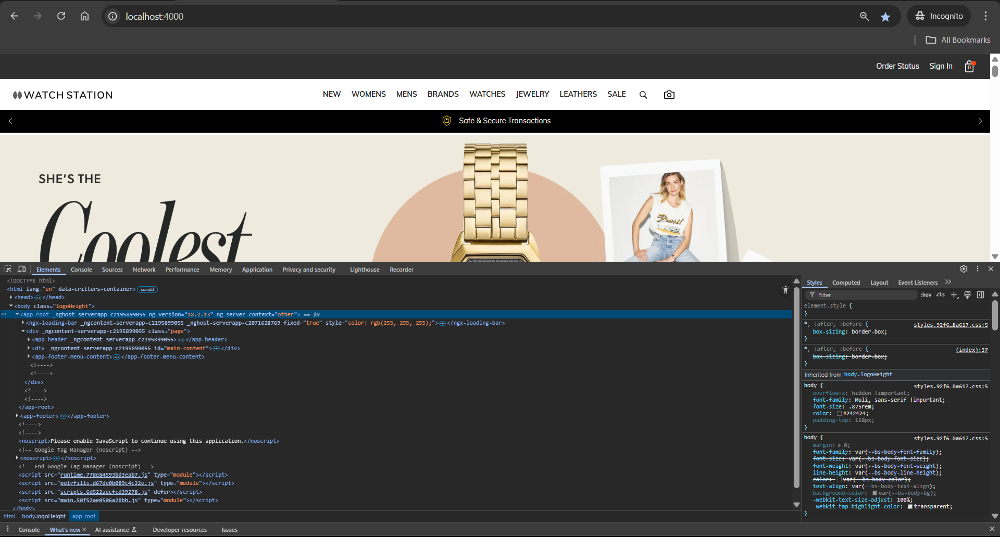 localhost:4000
Incognito
All Bookmarks
Order Status Sign In 0
WATCH STATION NEW WOMENS MENS BRANDS WATCHES JEWELRY LEATHERS SALE
Safe & Secure Transactions
SHE'S THE
Coolest
Fossil
Elements Console Sources Network Performance Memory Application Privacy and security Lighthouse Recorder
<!DOCTYPE html>
<html lang="en" data-critters-container> scroll
<head> ⋯ </head>
<body class="logoHeight">
⋯ <app-root _nghost-serverapp-c2195899055 ng-version="18.2.13" ng-server-context="other"> == $0
<ngx-loading-bar _ngcontent-serverapp-c2195899055 _nghost-serverapp-c2071628769 fixed="true" style="color: rgb(255, 255, 255);"> ⋯ </ngx-loading-bar>
<div _ngcontent-serverapp-c2195899055 class="page">
<app-header _ngcontent-serverapp-c2195899055> ⋯ </app-header>
<div _ngcontent-serverapp-c2195899055 id="main-content"> ⋯ </div>
<app-footer-menu-content> ⋯ </app-footer-menu-content>
<!---->
<!---->
</div>
<!---->
<!---->
</app-root>
<app-footer> ⋯ </app-footer>
<!---->
<!---->
<noscript>Please enable JavaScript to continue using this application.</noscript>
<!-- Google Tag Manager (noscript) -->
<noscript> ⋯ </noscript>
<!-- End Google Tag Manager (noscript) -->
<script src="runtime.778e84593bd3eab7.js" type="module"></script>
<script src="polyfills.d67de0b089c4c32e.js" type="module"></script>
<script src="scripts.6d522aecfcd39278.js" defer></script>
<script src="main.50f52ae0506a28bb.js" type="module"></script>
</body>
html body.logoHeight app-root
Styles Computed Layout Event Listeners
Filter :hov .cls
element.style {
}
*, :after, :before { styles.92f6…8a617.css:5
box-sizing: border-box;
}
*, :after, :before { (index):37
box-sizing: border-box;
}
Inherited from body.logoHeight
body { styles.92f6…8a617.css:5
overflow-x: hidden !important;
font-family: Muli, sans-serif !important;
font-size: .875rem;
color: #242424;
padding-top: 118px;
}
body { styles.92f6…8a617.css:5
margin: 0;
font-family: var(--bs-body-font-family);
font-size: var(--bs-body-font-size);
font-weight: var(--bs-body-font-weight);
line-height: var(--bs-body-line-height);
color: var(--bs-body-color);
text-align: var(--bs-body-text-align);
background-color: var(--bs-body-bg);
-webkit-text-size-adjust: 100%;
-webkit-tap-highlight-color: transparent;
}
Console What's new AI assistance Developer resources Issues